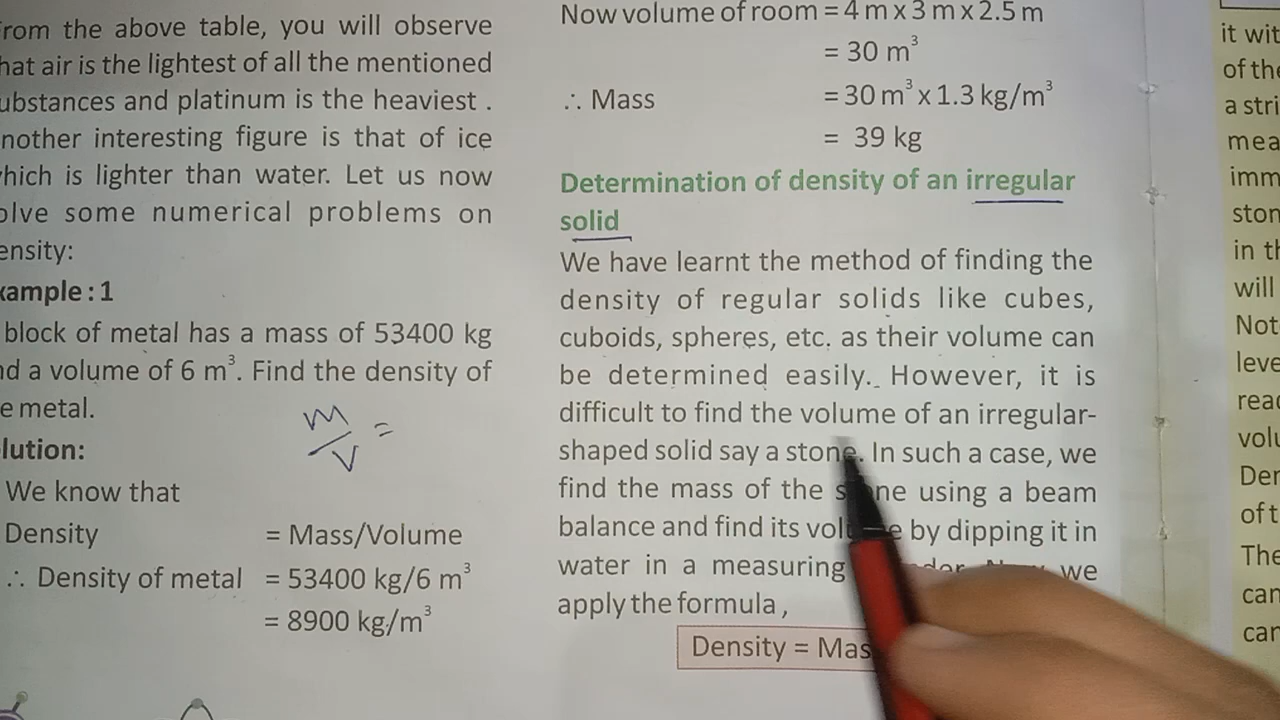 rom the above table, you will observe
hat air is the lightest of all the mentioned
ubstances and platinum is the heaviest .
nother interesting figure is that of ice
hich is lighter than water. Let us now
olve some numerical problems on
ensity:
xample : 1
block of metal has a mass of 53400 kg
nd a volume of 6 m³. Find the density of
e metal.
m/v =
lution:
We know that
Density = Mass/Volume
∴ Density of metal = 53400 kg/6 m³
= 8900 kg/m³
Now volume of room = 4 m x 3 m x 2.5 m
= 30 m³
∴ Mass = 30 m³ x 1.3 kg/m³
= 39 kg
Determination of density of an irregular
solid
We have learnt the method of finding the
density of regular solids like cubes,
cuboids, spheres, etc. as their volume can
be determined easily. However, it is
difficult to find the volume of an irregular-
shaped solid say a stone. In such a case, we
find the mass of the using a beam
balance and find its by dipping it in
water in a measuring we
apply the formula ,
Density = Mas
it wit
of the
a stri
mea
imm
ston
in th
will
Not
leve
read
volu
Den
of t
The
can
car